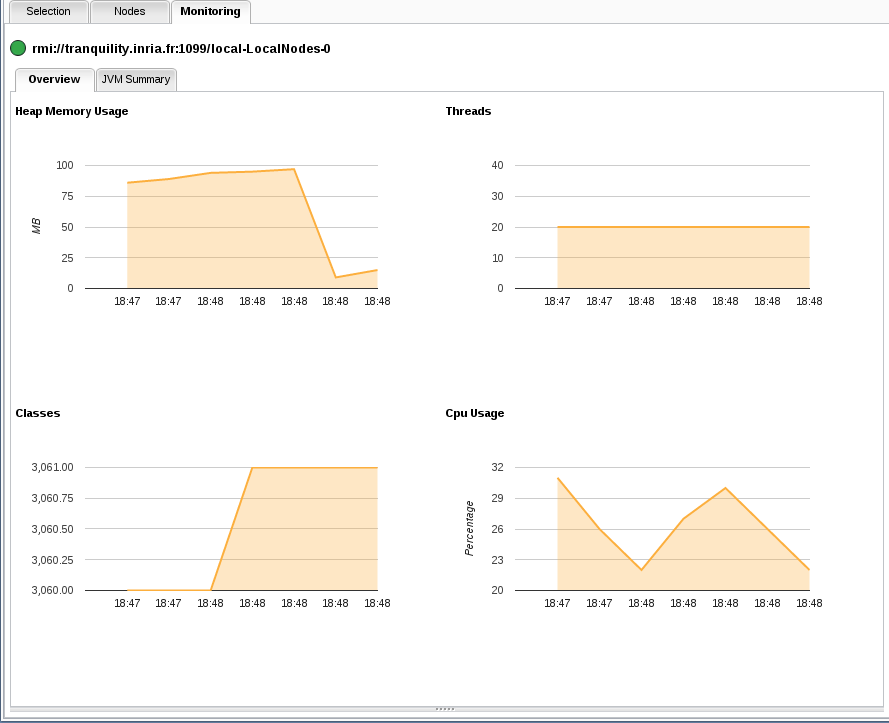 Selection Nodes Monitoring
rmi://tranquility.inria.fr:1099/local-LocalNodes-0
Overview JVM Summary
Heap Memory Usage
100
75
50
25
0
MB
18:47 18:47 18:48 18:48 18:48 18:48 18:48
Threads
40
30
20
10
0
18:47 18:47 18:48 18:48 18:48 18:48 18:48
Classes
3,061.00
3,060.75
3,060.50
3,060.25
3,060.00
18:47 18:47 18:48 18:48 18:48 18:48 18:48
Cpu Usage
32
29
26
23
20
Percentage
18:47 18:47 18:48 18:48 18:48 18:48 18:48